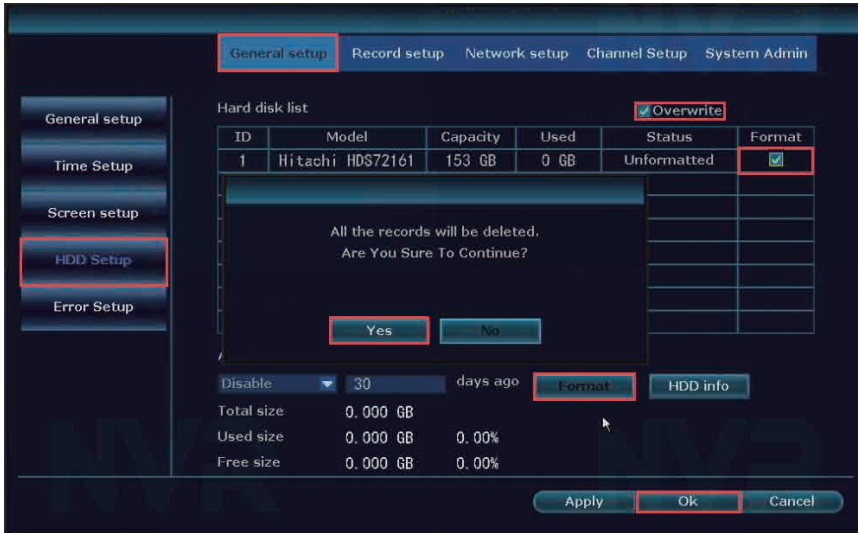 General setup Record setup Network setup Channel Setup System Admin
General setup
Time Setup
Screen setup
HDD Setup
Error Setup
Hard disk list Overwrite
ID Model Capacity Used Status Format
1 Hitachi HDS72161 153 GB 0 GB Unformatted
All the records will be deleted.
Are You Sure To Continue?
Yes No
Disable 30 days ago Format HDD info
Total size 0.000 GB
Used size 0.000 GB 0.00%
Free size 0.000 GB 0.00%
NVR NVR
Apply Ok Cancel